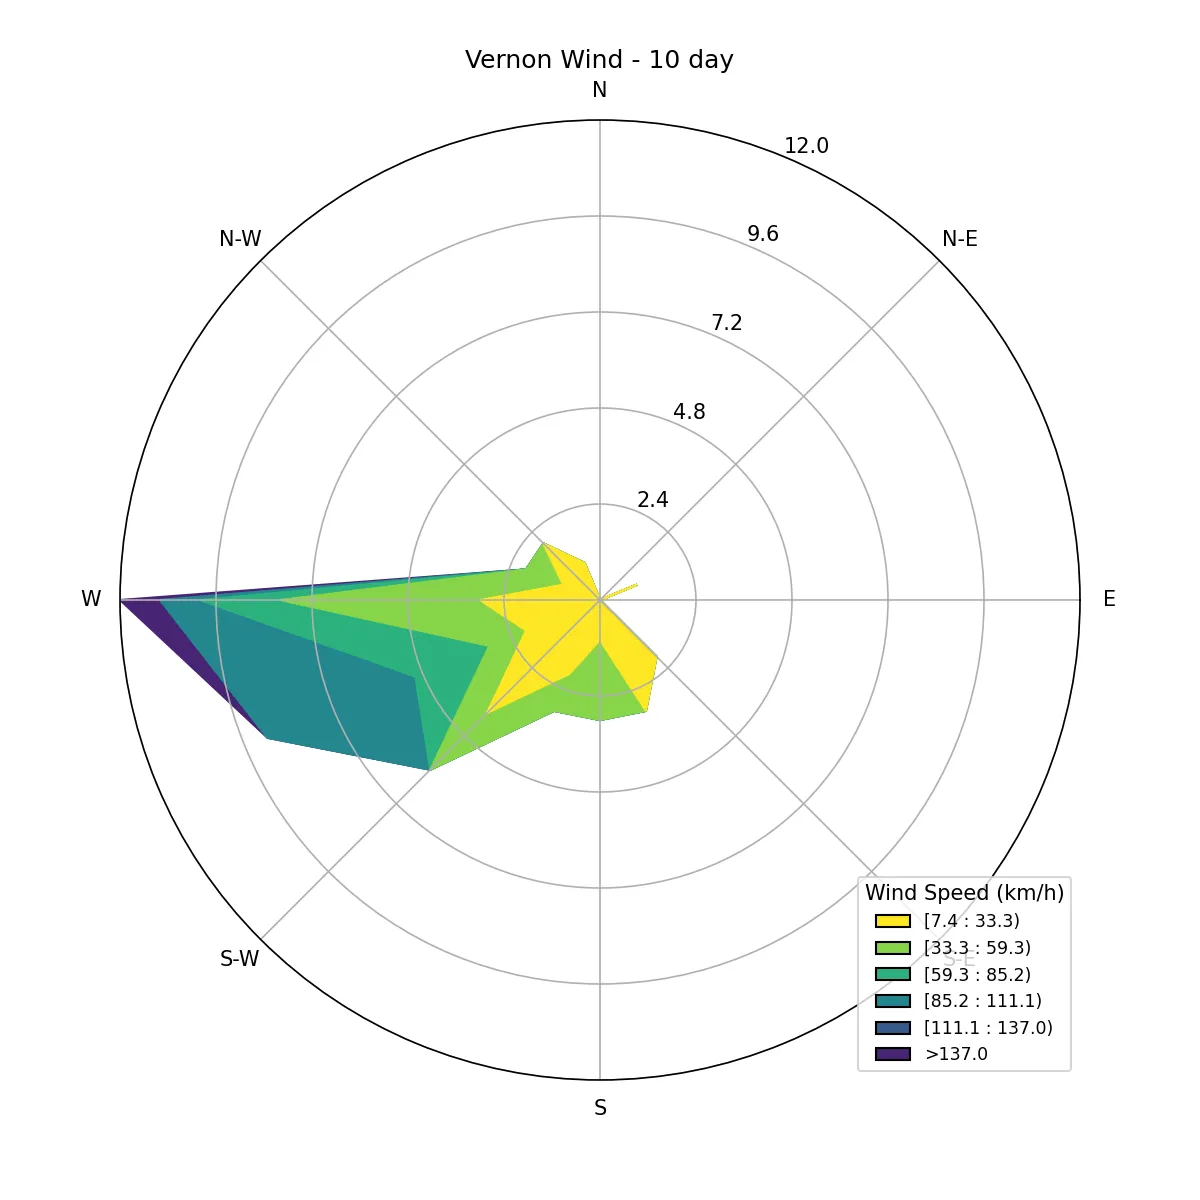 Vernon Wind - 10 day
N
12.0
N-W
9.6
N-E
7.2
4.8
2.4
W
E
S-W
S-E
S
Wind Speed (km/h)
[7.4 : 33.3)
[33.3 : 59.3)
[59.3 : 85.2)
[85.2 : 111.1)
[111.1 : 137.0)
>137.0